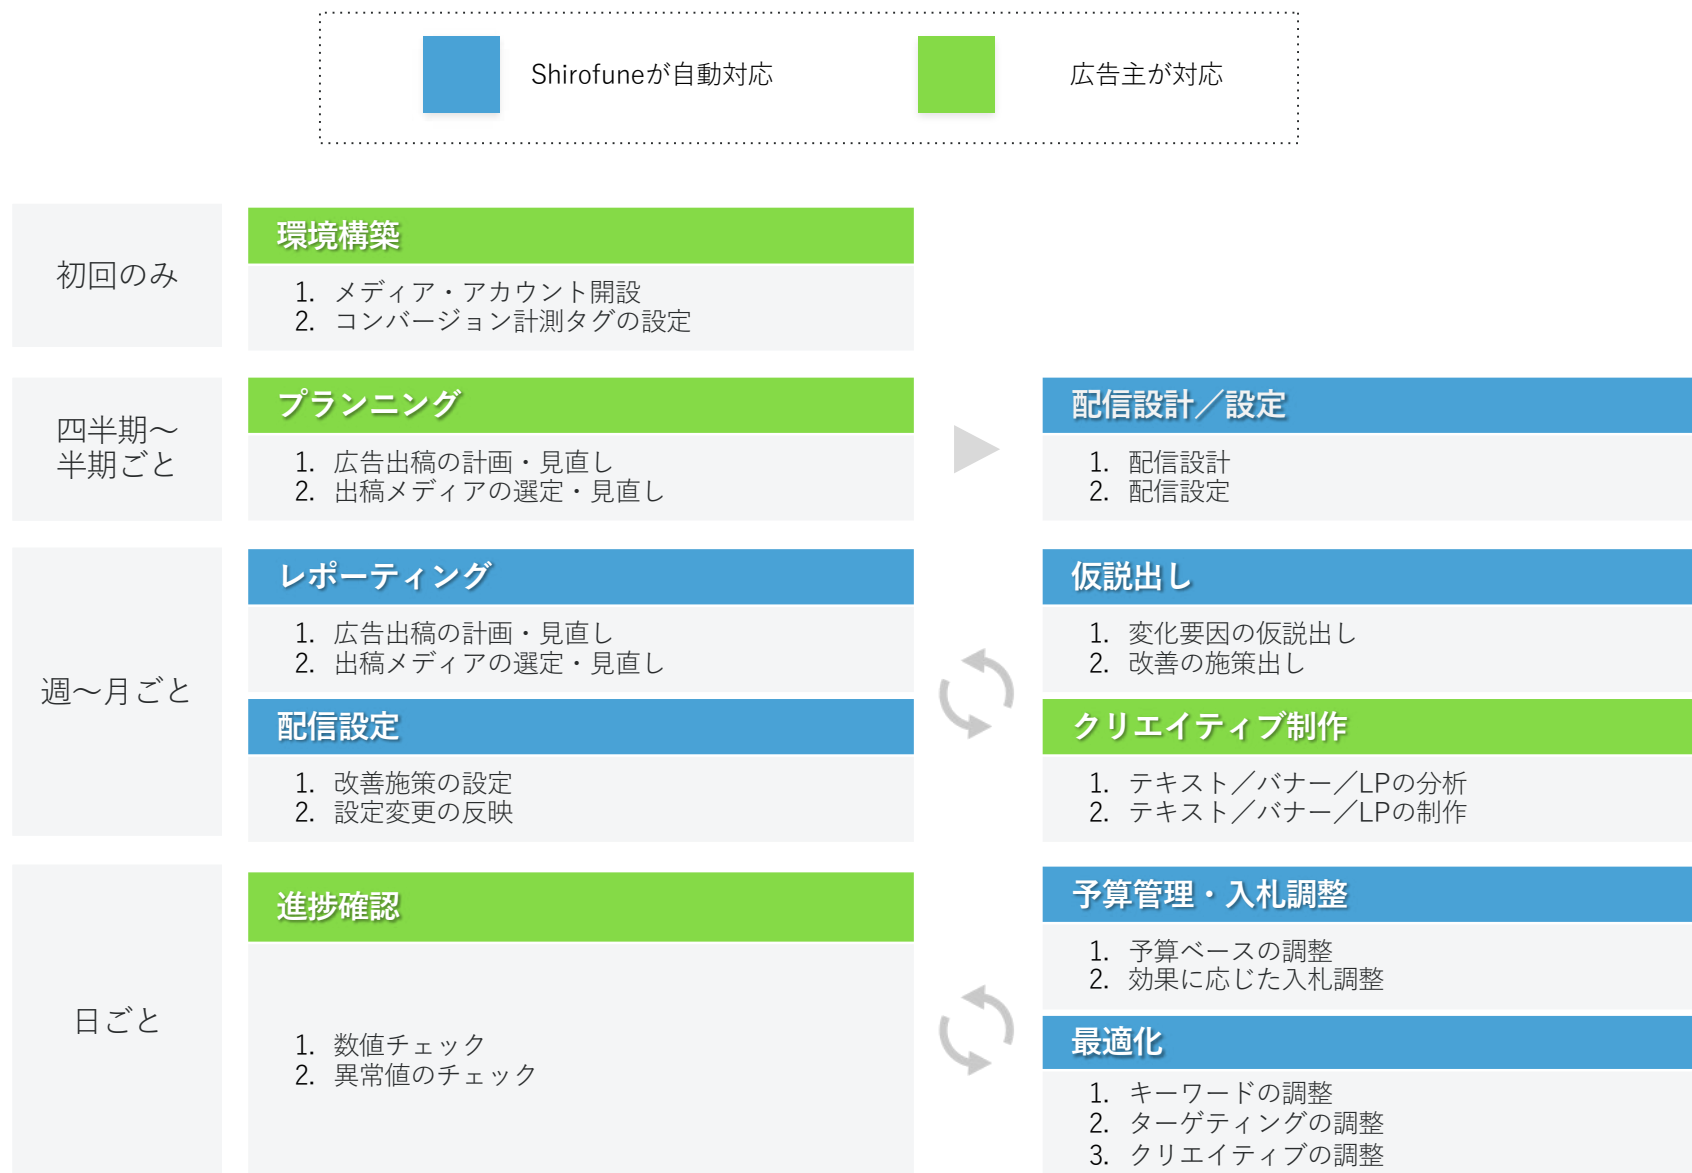 Shirofuneが自動対応
広告主が対応
初回のみ
環境構築
1. メディア・アカウント開設
2. コンバージョン計測タグの設定
四半期〜
半期ごと
プランニング
1. 広告出稿の計画・見直し
2. 出稿メディアの選定・見直し
配信設計／設定
1. 配信設計
2. 配信設定
週〜月ごと
レポーティング
1. 広告出稿の計画・見直し
2. 出稿メディアの選定・見直し
仮説出し
1. 変化要因の仮説出し
2. 改善の施策出し
配信設定
1. 改善施策の設定
2. 設定変更の反映
クリエイティブ制作
1. テキスト／バナー／LPの分析
2. テキスト／バナー／LPの制作
日ごと
進捗確認
1. 数値チェック
2. 異常値のチェック
予算管理・入札調整
1. 予算ベースの調整
2. 効果に応じた入札調整
最適化
1. キーワードの調整
2. ターゲティングの調整
3. クリエイティブの調整